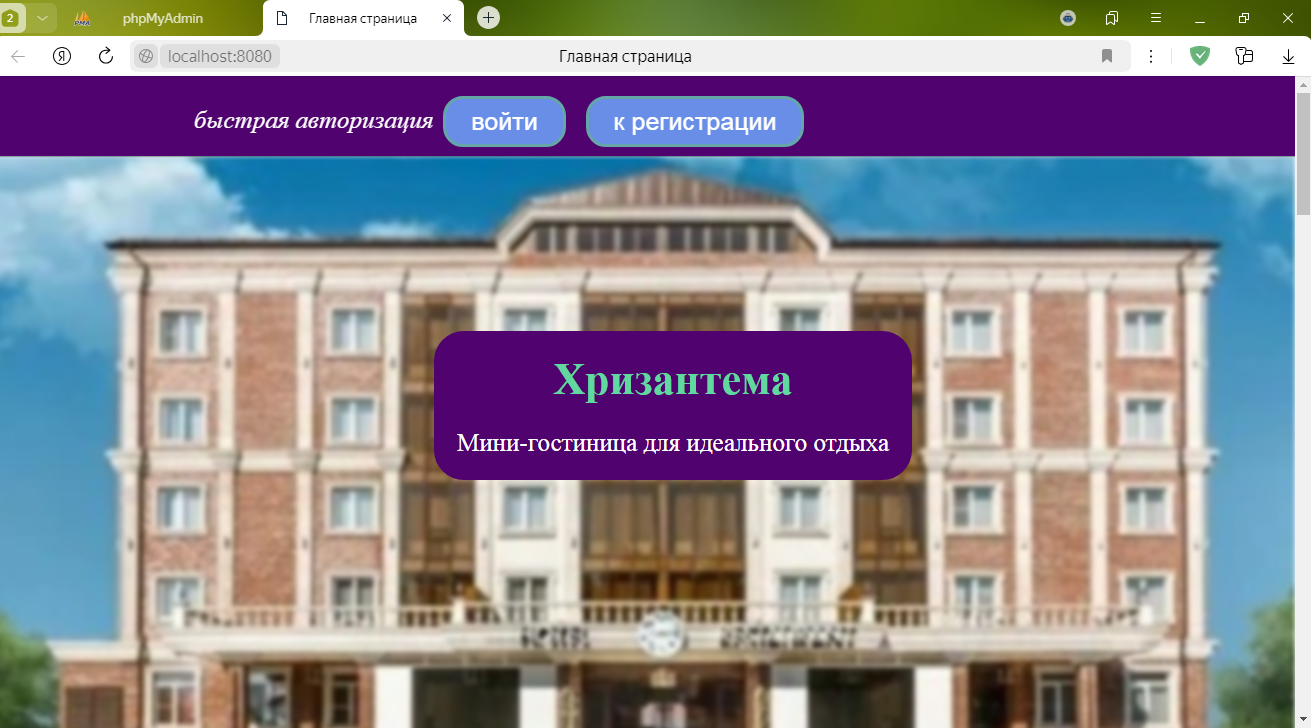 2
phpMyAdmin
Главная страница
localhost:8080
Главная страница
быстрая авторизация
войти
к регистрации
Хризантема
Мини-гостиница для идеального отдыха